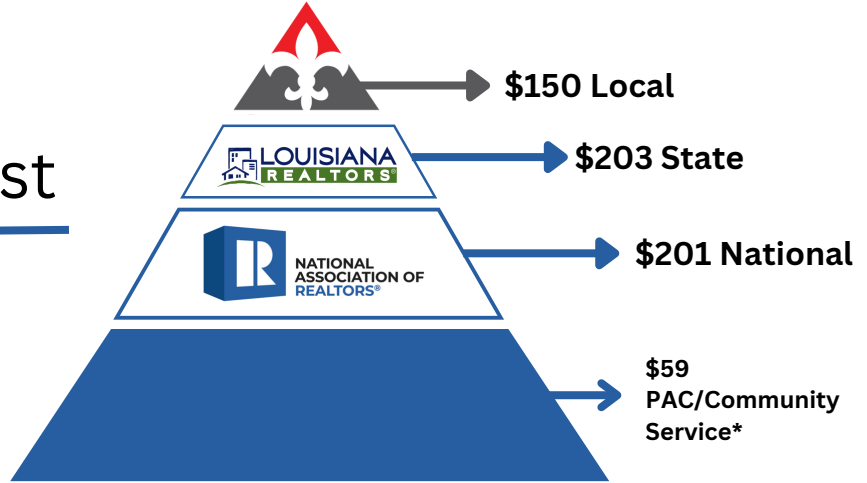 $150 Local
LOUISIANA
REALTORS®
$203 State
st
NATIONAL
ASSOCIATION OF
REALTORS®
$201 National
$59
PAC/Community
Service*